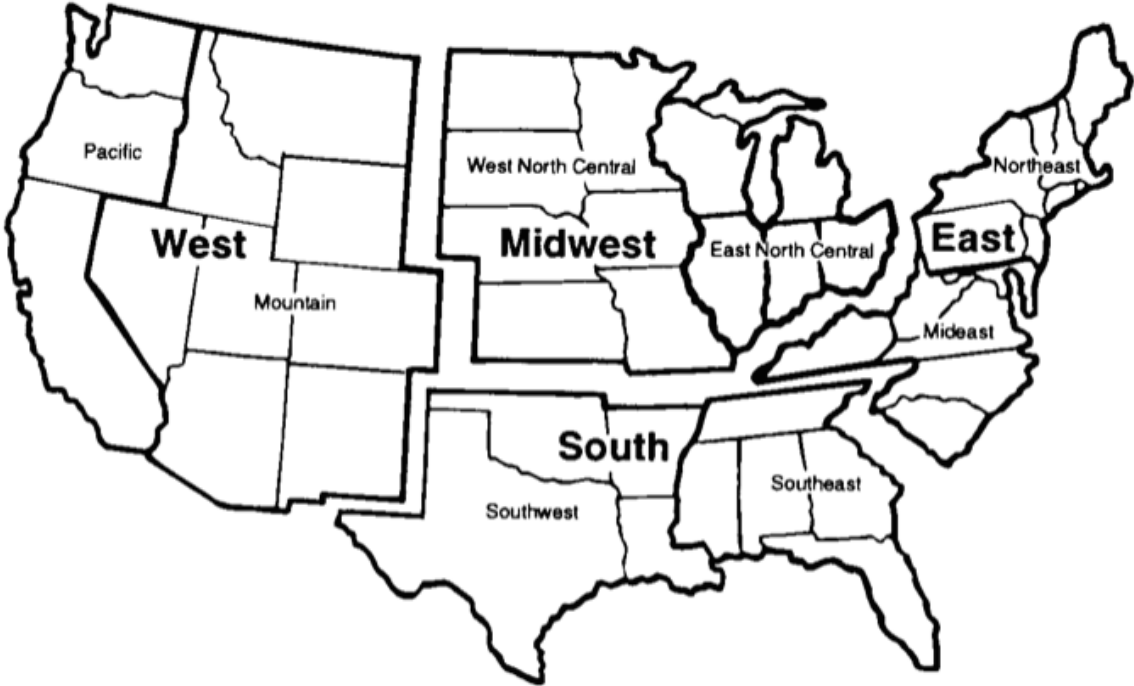 Pacific
West
Mountain
West North Central
Midwest
East North Central
Northeast
East
Mideast
South
Southwest
Southeast